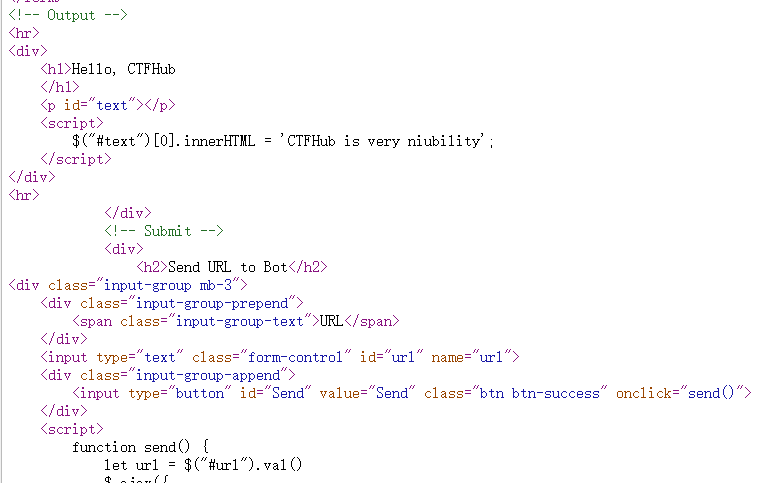 <!-- Output -->
<hr>
<div>
<h1>Hello, CTFHub
</h1>
<p id="text"></p>
<script>
$("#text")[0].innerHTML = 'CTFHub is very niubility';
</script>
</div>
<hr>
</div>
<!-- Submit -->
<div>
<h2>Send URL to Bot</h2>
<div class="input-group mb-3">
<div class="input-group-prepend">
<span class="input-group-text">URL</span>
</div>
<input type="text" class="form-control" id="url" name="url">
<div class="input-group-append">
<input type="button" id="Send" value="Send" class="btn btn-success" onclick="send()">
</div>
<script>
function send() {
let url = $("#url").val()